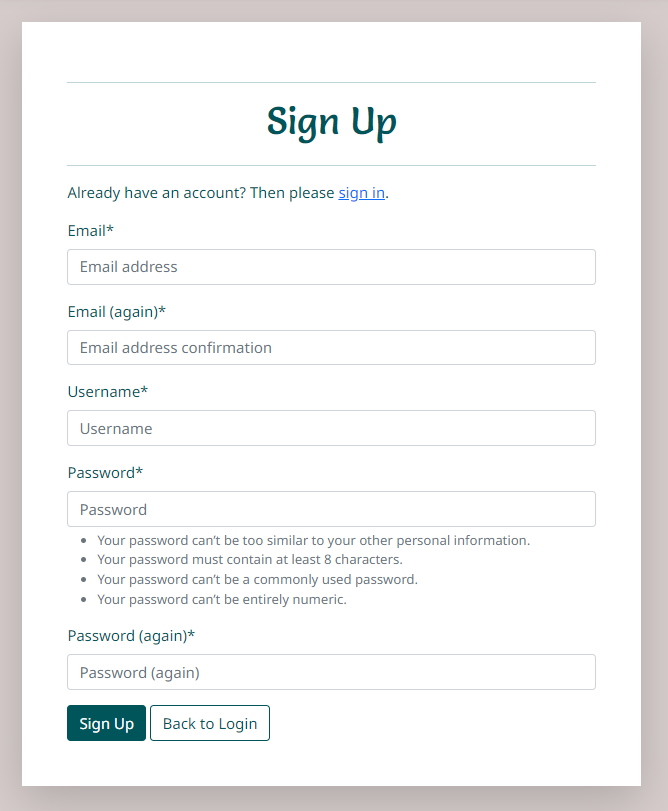 Sign Up
Already have an account? Then please sign in.
Email*
Email address
Email (again)*
Email address confirmation
Username*
Username
Password*
Password
• Your password can’t be too similar to your other personal information.
• Your password must contain at least 8 characters.
• Your password can’t be a commonly used password.
• Your password can’t be entirely numeric.
Password (again)*
Password (again)
Sign Up Back to Login